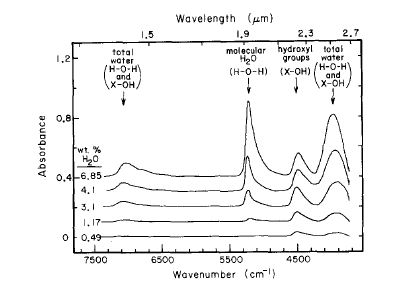 Wavelength (μm)
1.5
1.9
2.3
2.7
total
water
(H-O-H)
and
(X-OH)
molecular
H2O
(H-O-H)
hydroxyl
groups
(X-OH)
total
water
(H-O-H)
and
(X-OH)
1.2
0.8
0.4
0
Absorbance
wt. %
H2O
6.85
4.1
3.1
1.17
0.49
7500
6500
5500
4500
Wavenumber (cm⁻¹)